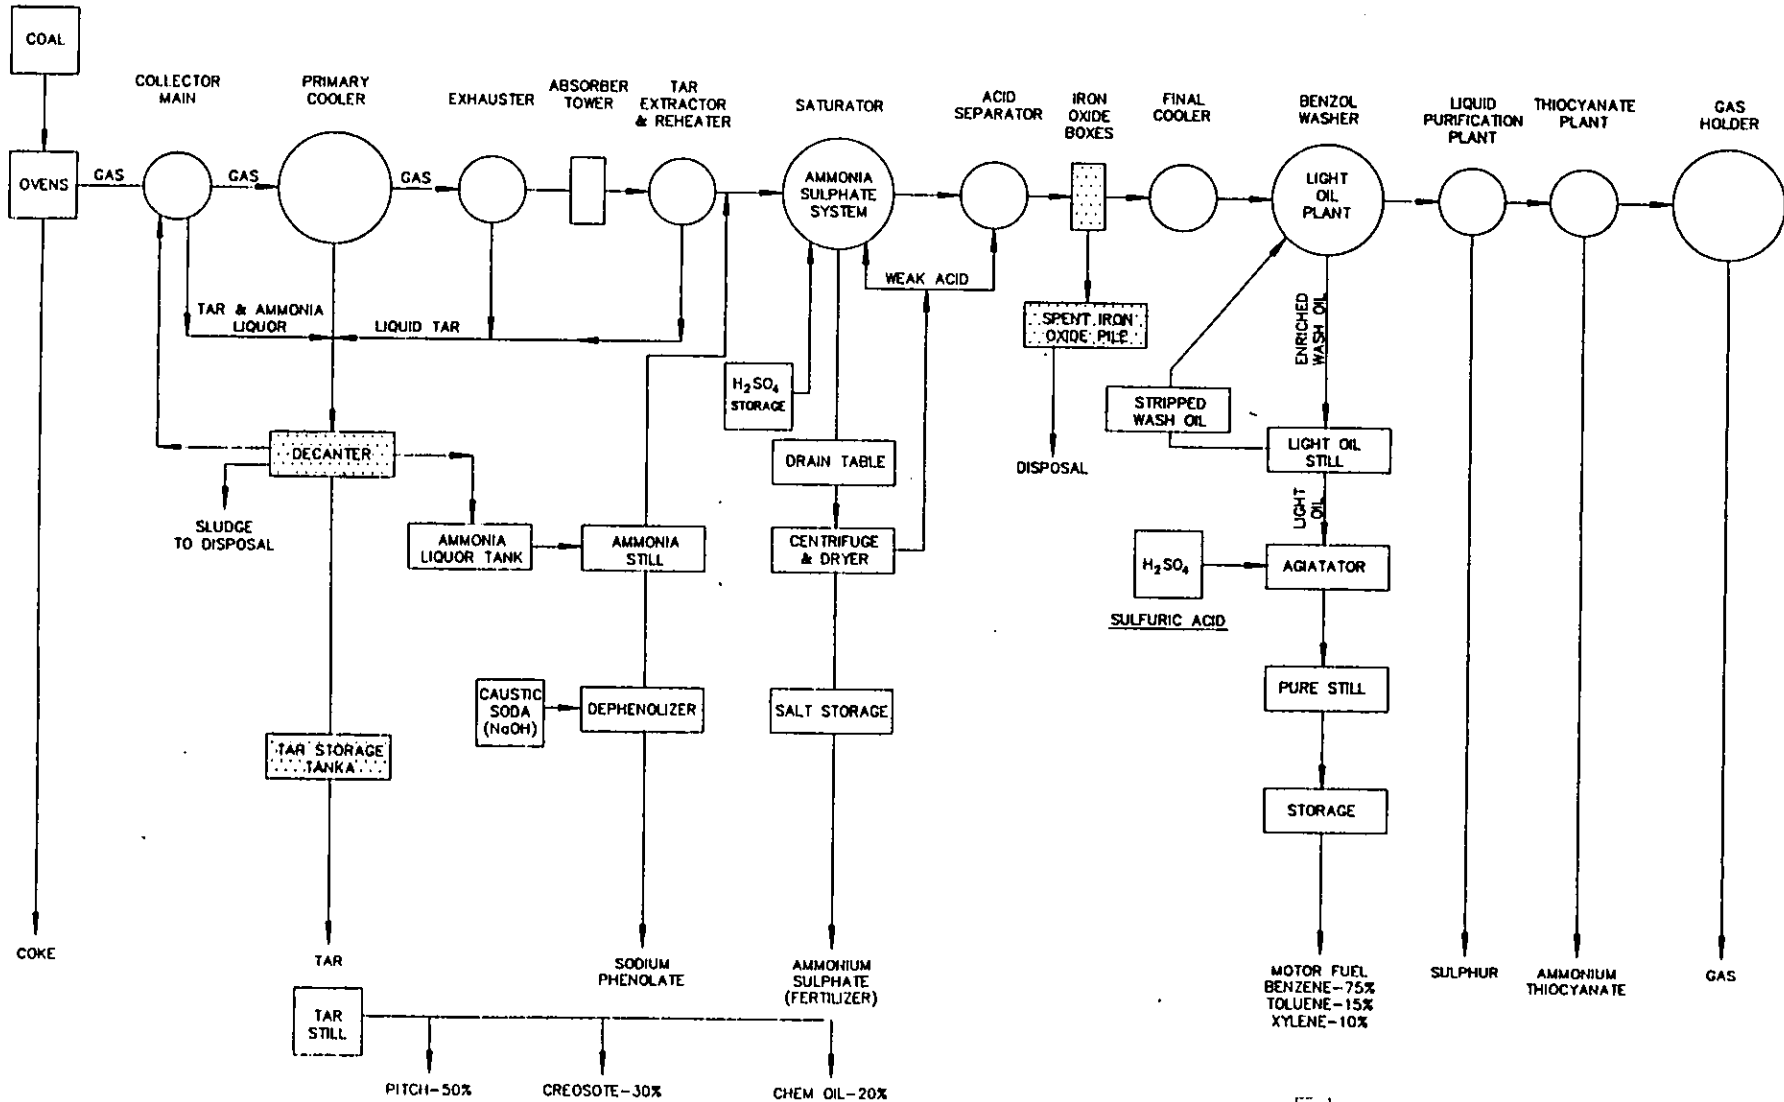 COAL
COLLECTOR
MAIN
PRIMARY
COOLER
EXHAUSTER
ABSORBER
TOWER
TAR
EXTRACTOR
& REHEATER
SATURATOR
ACID
SEPARATOR
IRON
OXIDE
BOXES
FINAL
COOLER
BENZOL
WASHER
LIQUID
PURIFICATION
PLANT
THIOCYANATE
PLANT
GAS
HOLDER
OVENS
GAS
GAS
GAS
AMMONIA
SULPHATE
SYSTEM
LIGHT
OIL
PLANT
WEAK ACID
TAR & AMMONIA
LIQUOR
LIQUID TAR
SPENT IRON
OXIDE PILE
ENRICHED
WASH OIL
H2SO4
STORAGE
STRIPPED
WASH OIL
DECANTER
DRAIN TABLE
LIGHT OIL
STILL
DISPOSAL
LIGHT
OIL
SLUDGE
TO DISPOSAL
AMMONIA
LIQUOR TANK
AMMONIA
STILL
CENTRIFUGE
& DRYER
H2SO4
AGIATATOR
SULFURIC ACID
CAUSTIC
SODA
(NaOH)
DEPHENOLIZER
SALT STORAGE
PURE STILL
TAR STORAGE
TANKA
STORAGE
COKE
TAR
SODIUM
PHENOLATE
AMMONIUM
SULPHATE
(FERTILIZER)
MOTOR FUEL
BENZENE-75%
TOLUENE-15%
XYLENE-10%
SULPHUR
AMMONIUM
THIOCYANATE
GAS
TAR
STILL
PITCH-50%
CREOSOTE-30%
CHEM OIL-20%